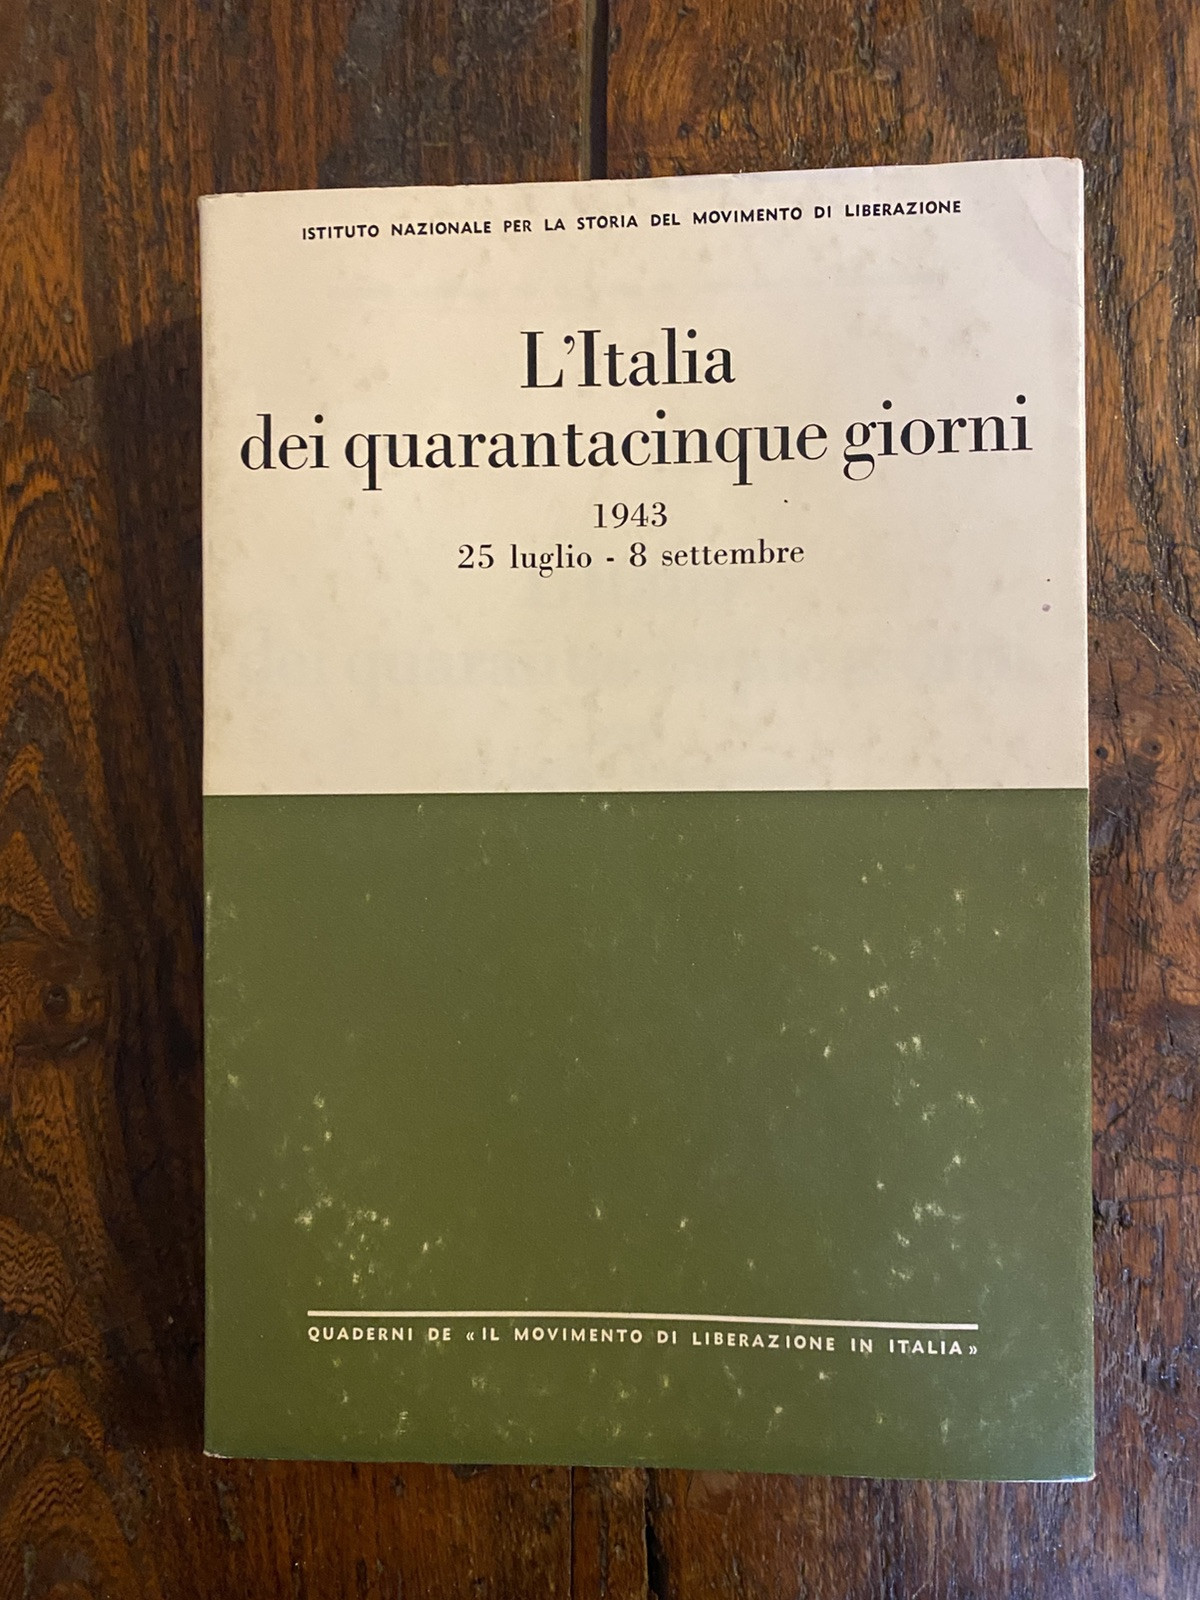 ISTITUTO NAZIONALE PER LA STORIA DEL MOVIMENTO DI LIBERAZIONE
L'Italia
dei quarantacinque giorni
1943
25 luglio - 8 settembre
QUADERNI DE « IL MOVIMENTO DI LIBERAZIONE IN ITALIA »